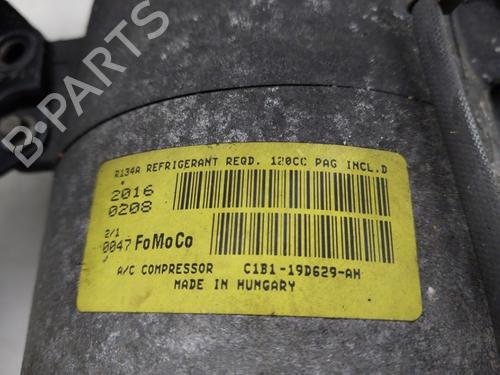 R134A REFRIGERANT REQD. 120CC PAG INCL.D
2016
0208
2/1
0047 FoMoCo
A/C COMPRESSOR C1B1-19D629-AH
MADE IN HUNGARY
B-PARTS